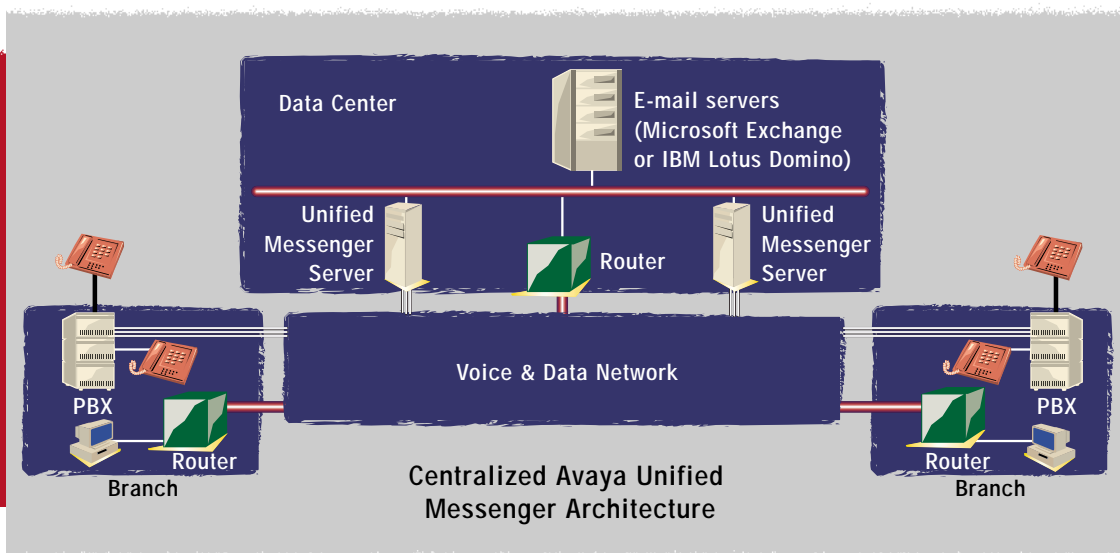 Data Center
E-mail servers
(Microsoft Exchange
or IBM Lotus Domino)
Unified
Messenger
Server
Router
Unified
Messenger
Server
Voice & Data Network
PBX
Router
Branch
PBX
Router
Branch
Centralized Avaya Unified
Messenger Architecture